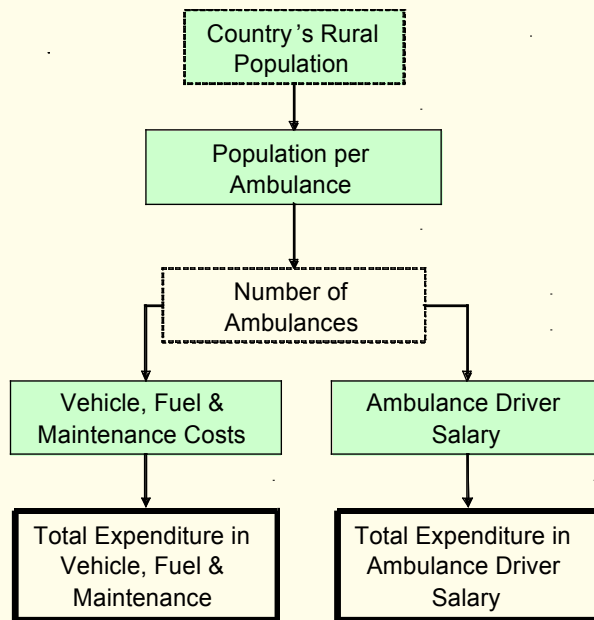 Country's Rural
Population
Population per
Ambulance
Number of
Ambulances
Vehicle, Fuel &
Maintenance Costs
Ambulance Driver
Salary
Total Expenditure in
Vehicle, Fuel &
Maintenance
Total Expenditure in
Ambulance Driver
Salary